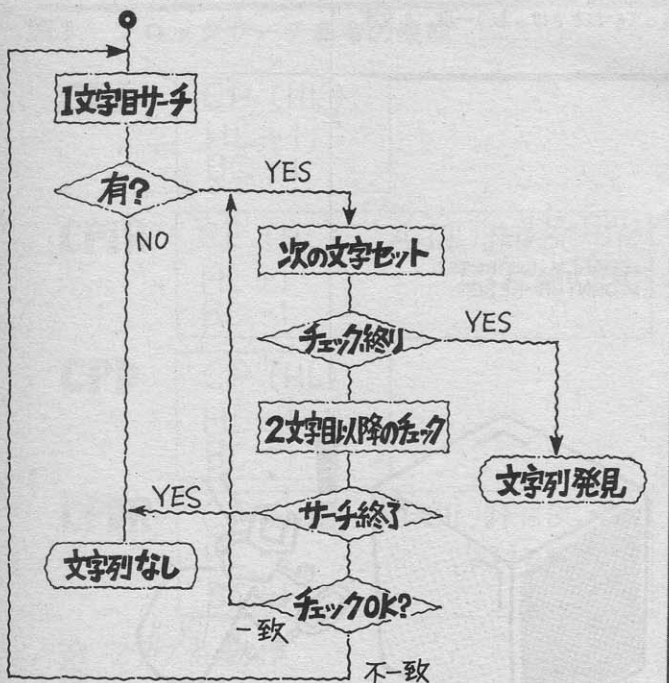 1文字目サーチ
有?
YES
NO
次の文字セット
チェック終り
YES
2文字目以降のチェック
文字列発見
サーチ終了
YES
文字列なし
チェックOK?
一致
不一致